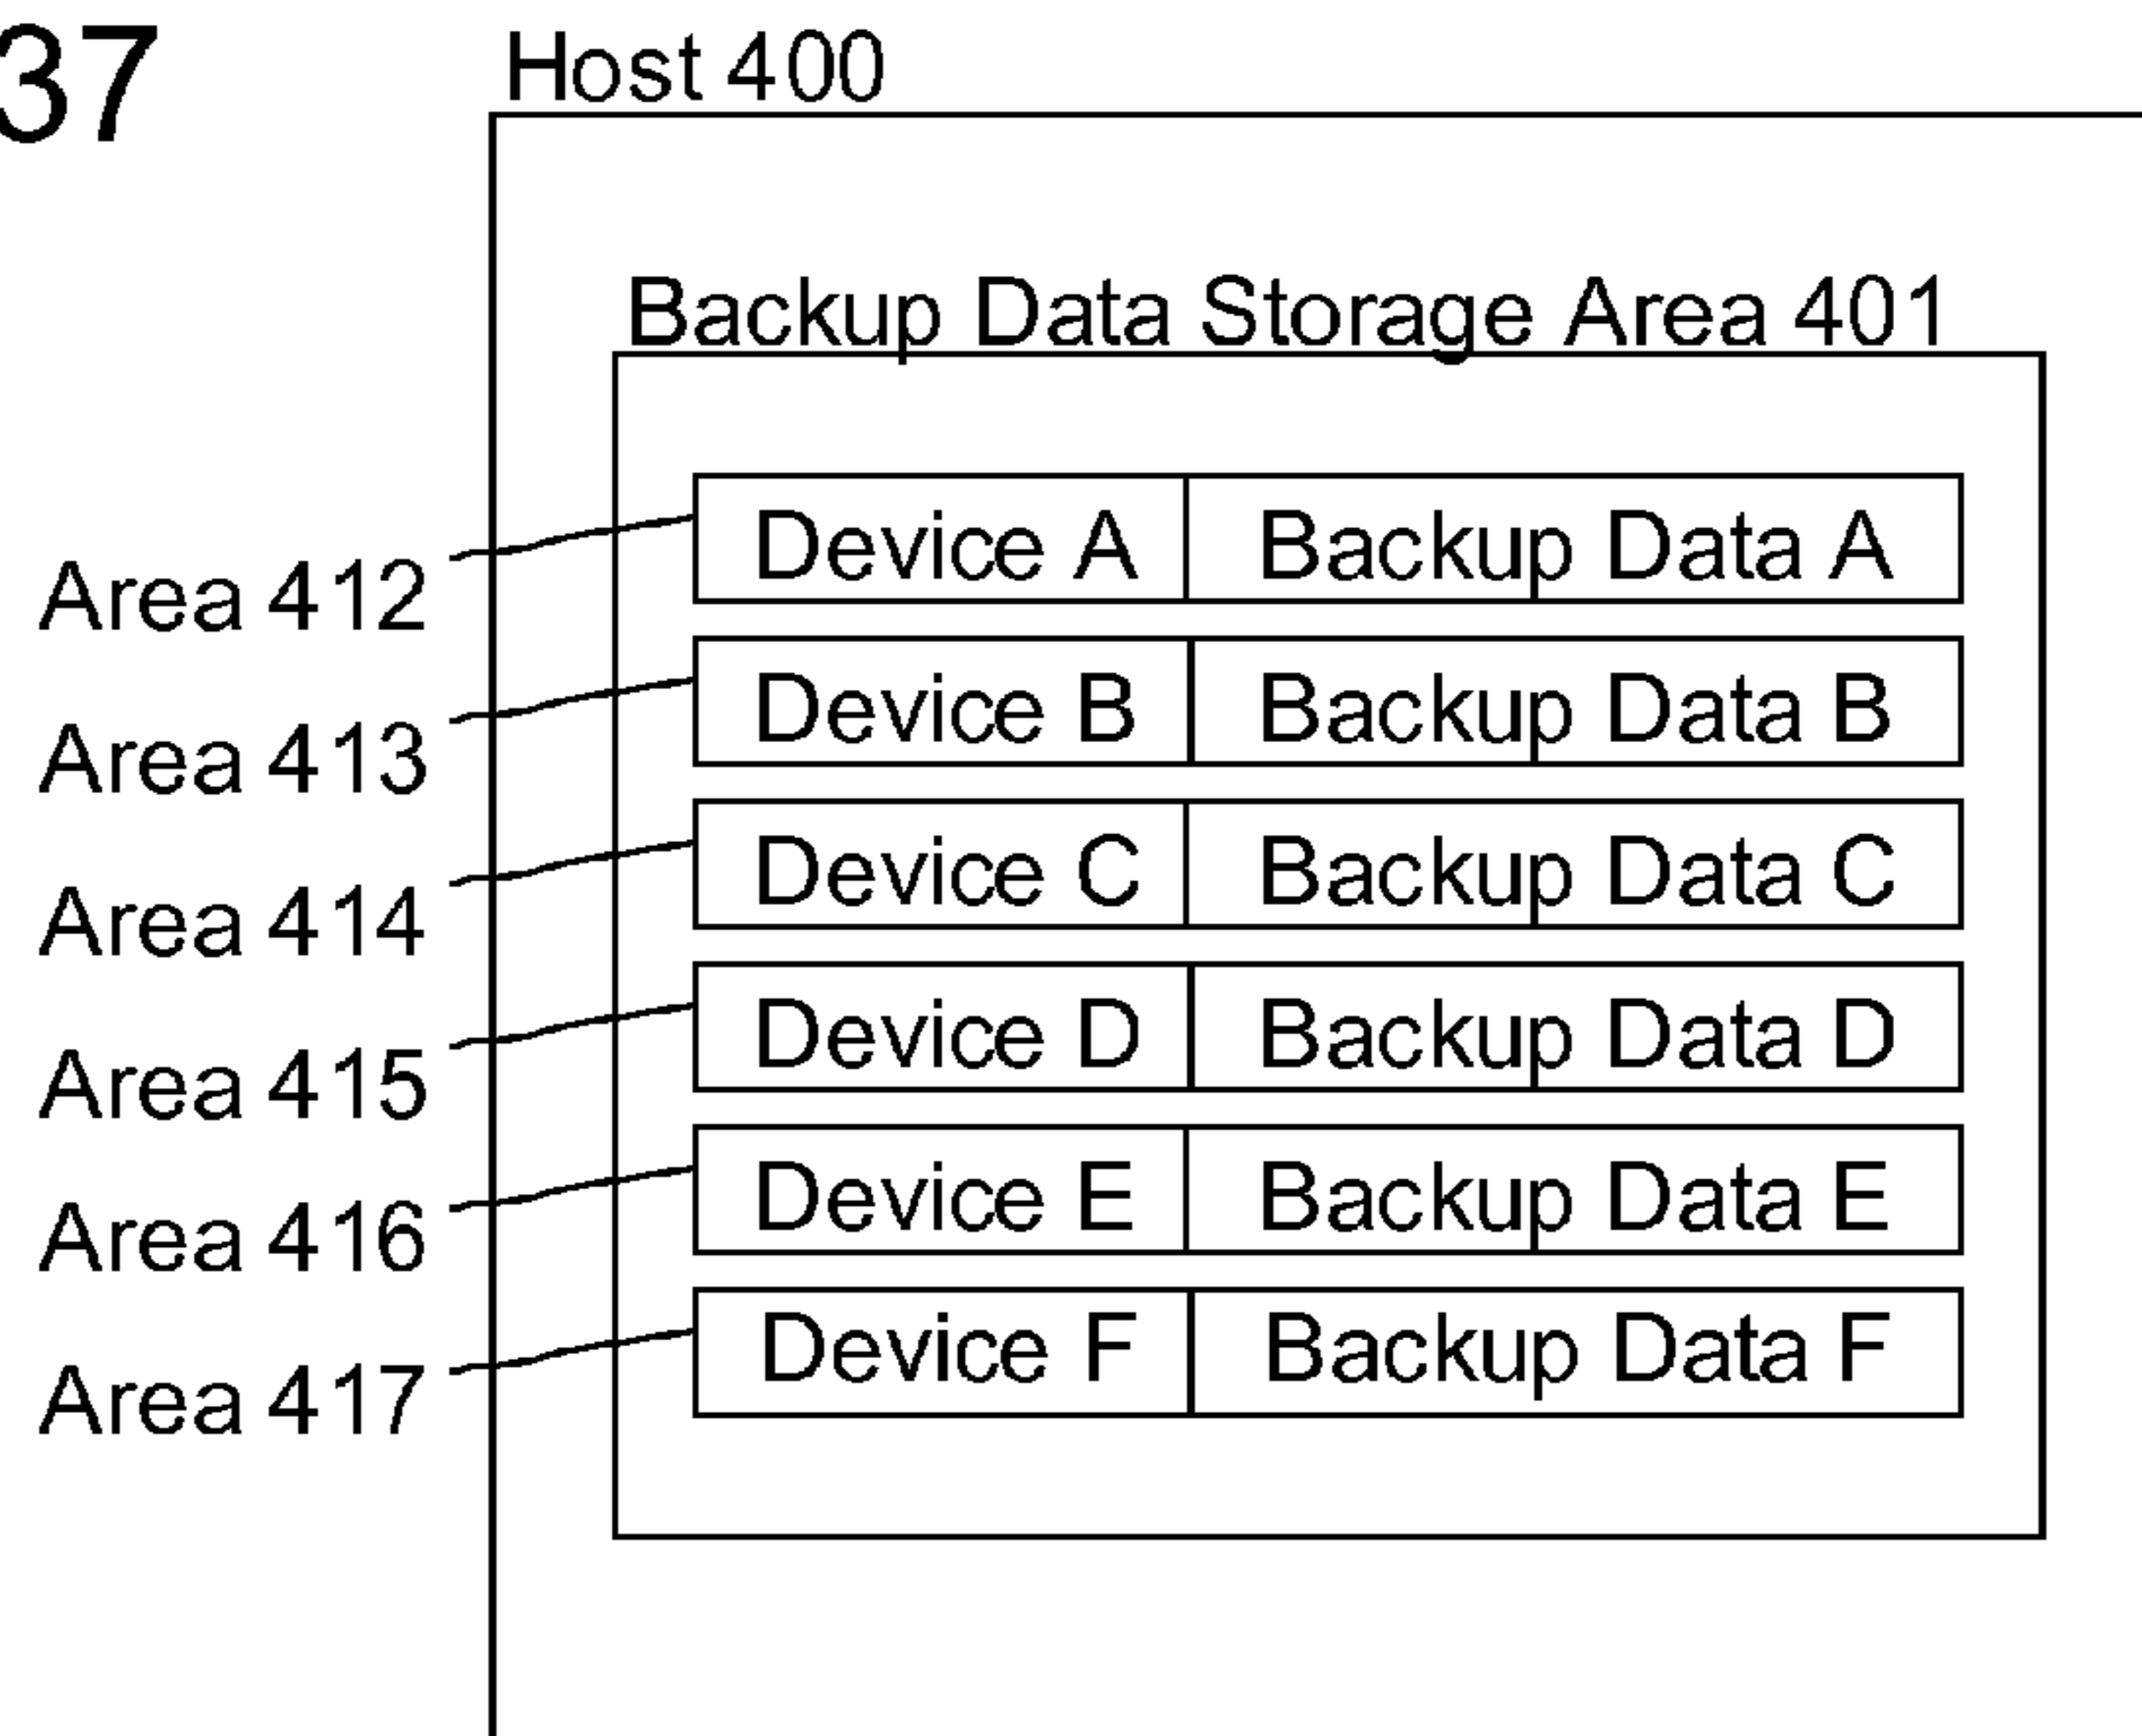 37
Host 400
Backup Data Storage Area 401
Area 412 Device A Backup Data A
Area 413 Device B Backup Data B
Area 414 Device C Backup Data C
Area 415 Device D Backup Data D
Area 416 Device E Backup Data E
Area 417 Device F Backup Data F